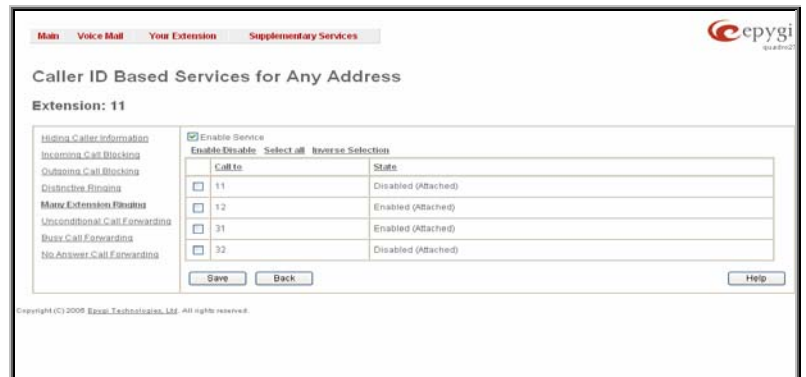 Main Voice Mail Your Extension Supplementary Services
epygi
Caller ID Based Services for Any Address
Extension: 11
Hiding Caller Information
Incoming Call Blocking
Outgoing Call Blocking
Distinctive Ringing
Many Extension Ringing
Unconditional Call Forwarding
Busy Call Forwarding
No Answer Call Forwarding
Enable Service
Enable/Disable Select all Inverse Selection
Call to State
11 Disabled (Attached)
12 Enabled (Attached)
31 Enabled (Attached)
32 Disabled (Attached)
Save Back Help
Copyright (C) 2006 Epygi Technologies, Ltd. All rights reserved.